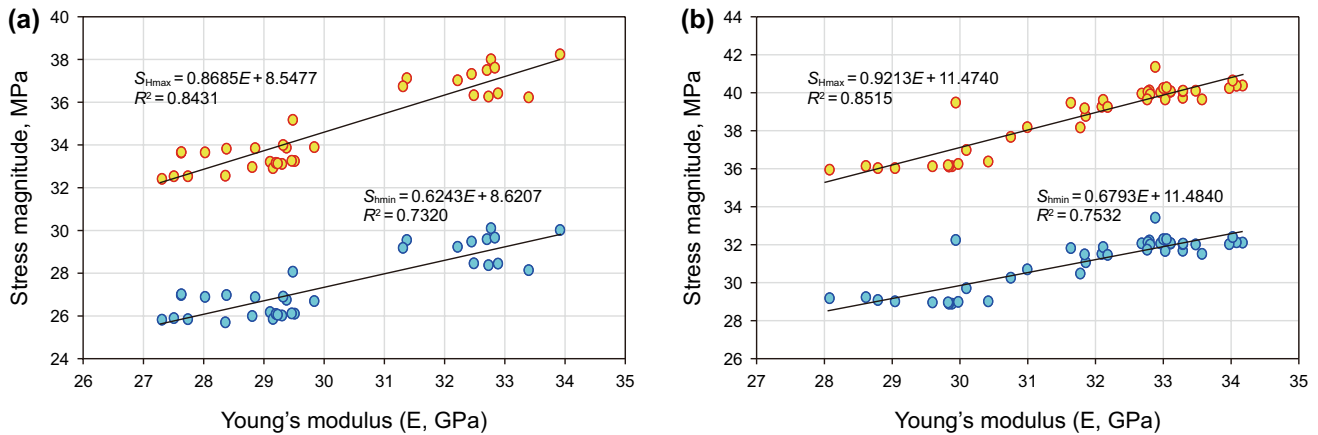 (a)
40
38
36
34
32
30
28
26
24
Stress magnitude, MPa
S_Hmax = 0.8685E + 8.5477
R² = 0.8431
S_hmin = 0.6243E + 8.6207
R² = 0.7320
26 27 28 29 30 31 32 33 34 35
Young's modulus (E, GPa)
(b)
44
42
40
38
36
34
32
30
28
26
Stress magnitude, MPa
S_Hmax = 0.9213E + 11.4740
R² = 0.8515
S_hmin = 0.6793E + 11.4840
R² = 0.7532
27 28 29 30 31 32 33 34 35
Young's modulus (E, GPa)